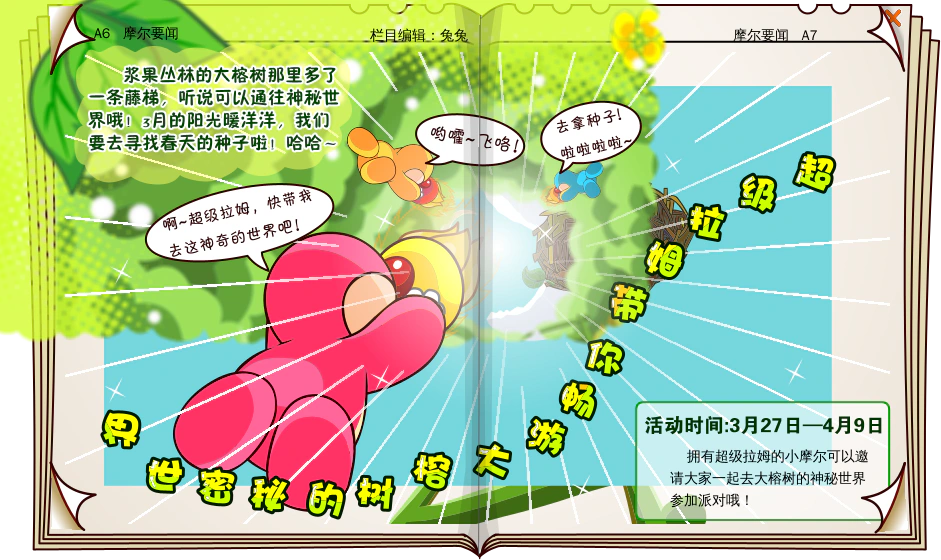 A6 摩尔要闻
栏目编辑：兔兔
摩尔要闻 A7
浆果丛林的大榕树那里多了
一条藤梯，听说可以通往神秘世
界哦！3月的阳光暖洋洋，我们
要去寻找春天的种子啦！哈哈~
哟嚯~飞咯！
去拿种子！
啦啦啦啦~
啊~超级拉姆，快带我
去这神奇的世界吧！
超级拉姆带你畅游大榕树的秘密世界
活动时间:3月27日—4月9日
拥有超级拉姆的小摩尔可以邀
请大家一起去大榕树的神秘世界
参加派对哦！